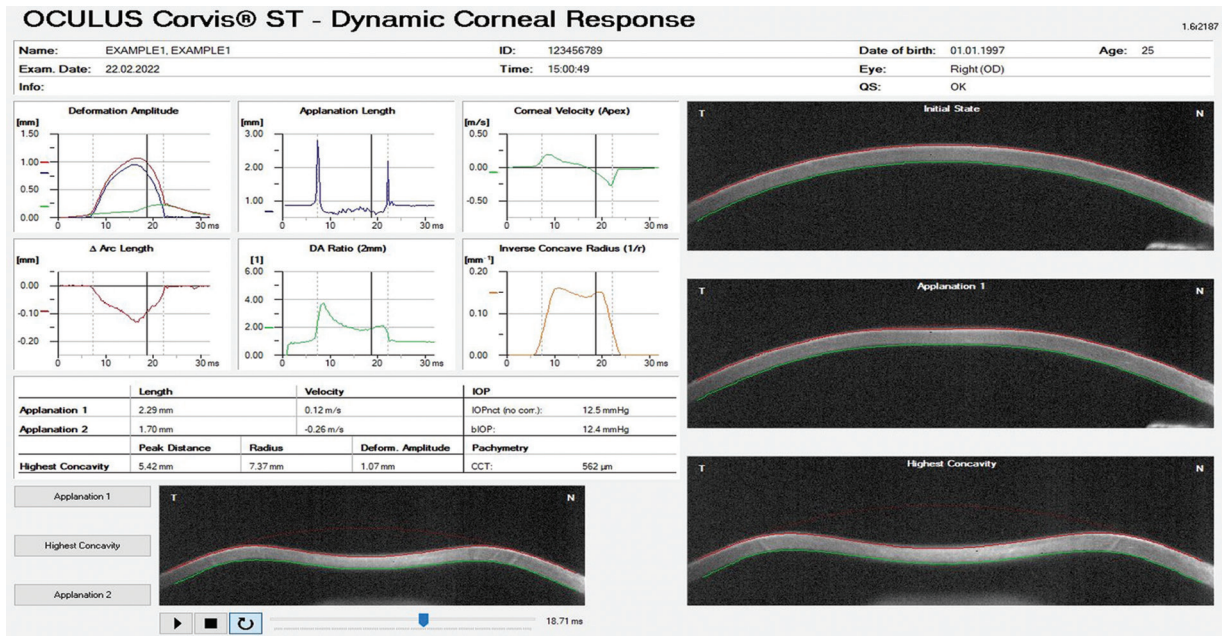 OCULUS Corvis® ST - Dynamic Corneal Response
1.6r2187
Name: EXAMPLE1, EXAMPLE1 ID: 123456789 Date of birth: 01.01.1997 Age: 25
Exam. Date: 22.02.2022 Time: 15:00:49 Eye: Right (OD)
Info: QS: OK
Deformation Amplitude
[mm]
1.50
1.00
0.50
0.00
0 10 20 30 ms
Applanation Length
[mm]
3.00
2.00
1.00
0 10 20 30 ms
Corneal Velocity (Apex)
[m/s]
0.50
0.00
-0.50
0 10 20 30 ms
Δ Arc Length
[mm]
0.00
-0.10
-0.20
0 10 20 30 ms
DA Ratio (2mm)
[1]
6.00
4.00
2.00
0.00
0 10 20 30 ms
Inverse Concave Radius (1/r)
[mm⁻¹]
0.20
0.10
0.00
0 10 20 30 ms
Length Velocity IOP
Applanation 1 2.29 mm 0.12 m/s IOPnct (no corr.): 12.5 mmHg
Applanation 2 1.70 mm -0.26 m/s bIOP: 12.4 mmHg
Peak Distance Radius Deform. Amplitude Pachymetry
Highest Concavity 5.42 mm 7.37 mm 1.07 mm CCT: 562 µm
Applanation 1
Highest Concavity
Applanation 2
T N
18.71 ms
T Initial State N
T Applanation 1 N
T Highest Concavity N